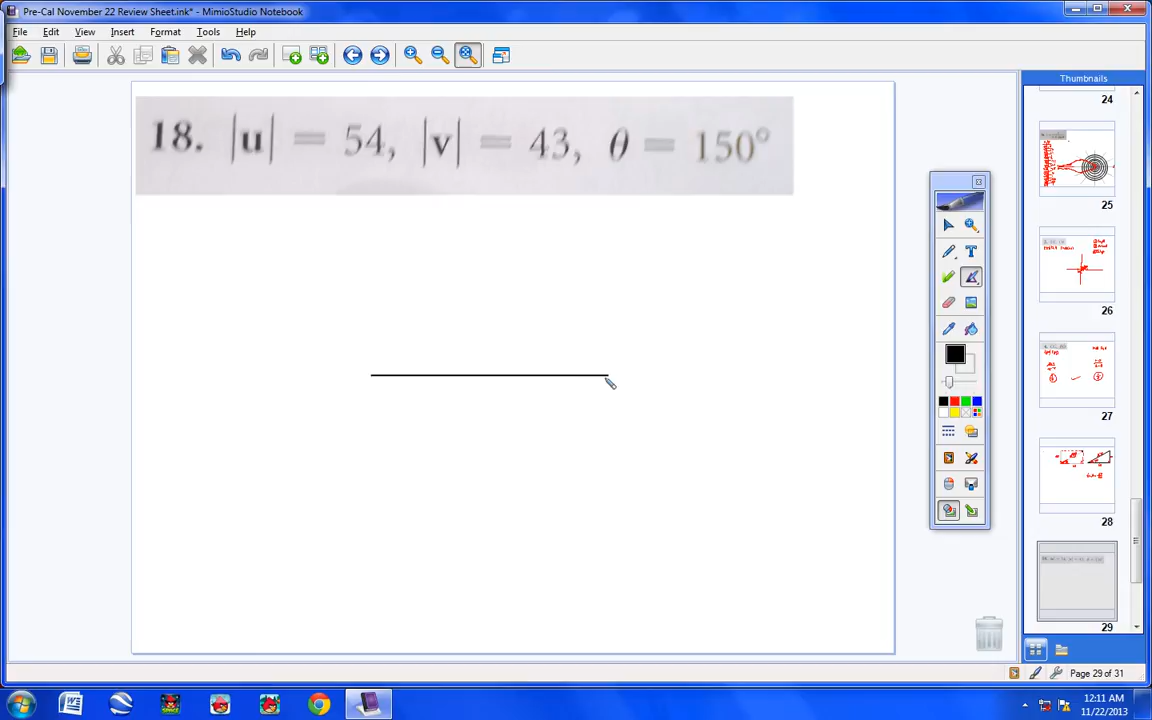 Pre-Cal November 22 Review Sheet.ink* - MimioStudio Notebook
File Edit View Insert Format Tools Help
18. |u| = 54, |v| = 43, θ = 150°
Thumbnails
24
25
26
27
28
29
Page 29 of 31
12:11 AM
11/22/2013